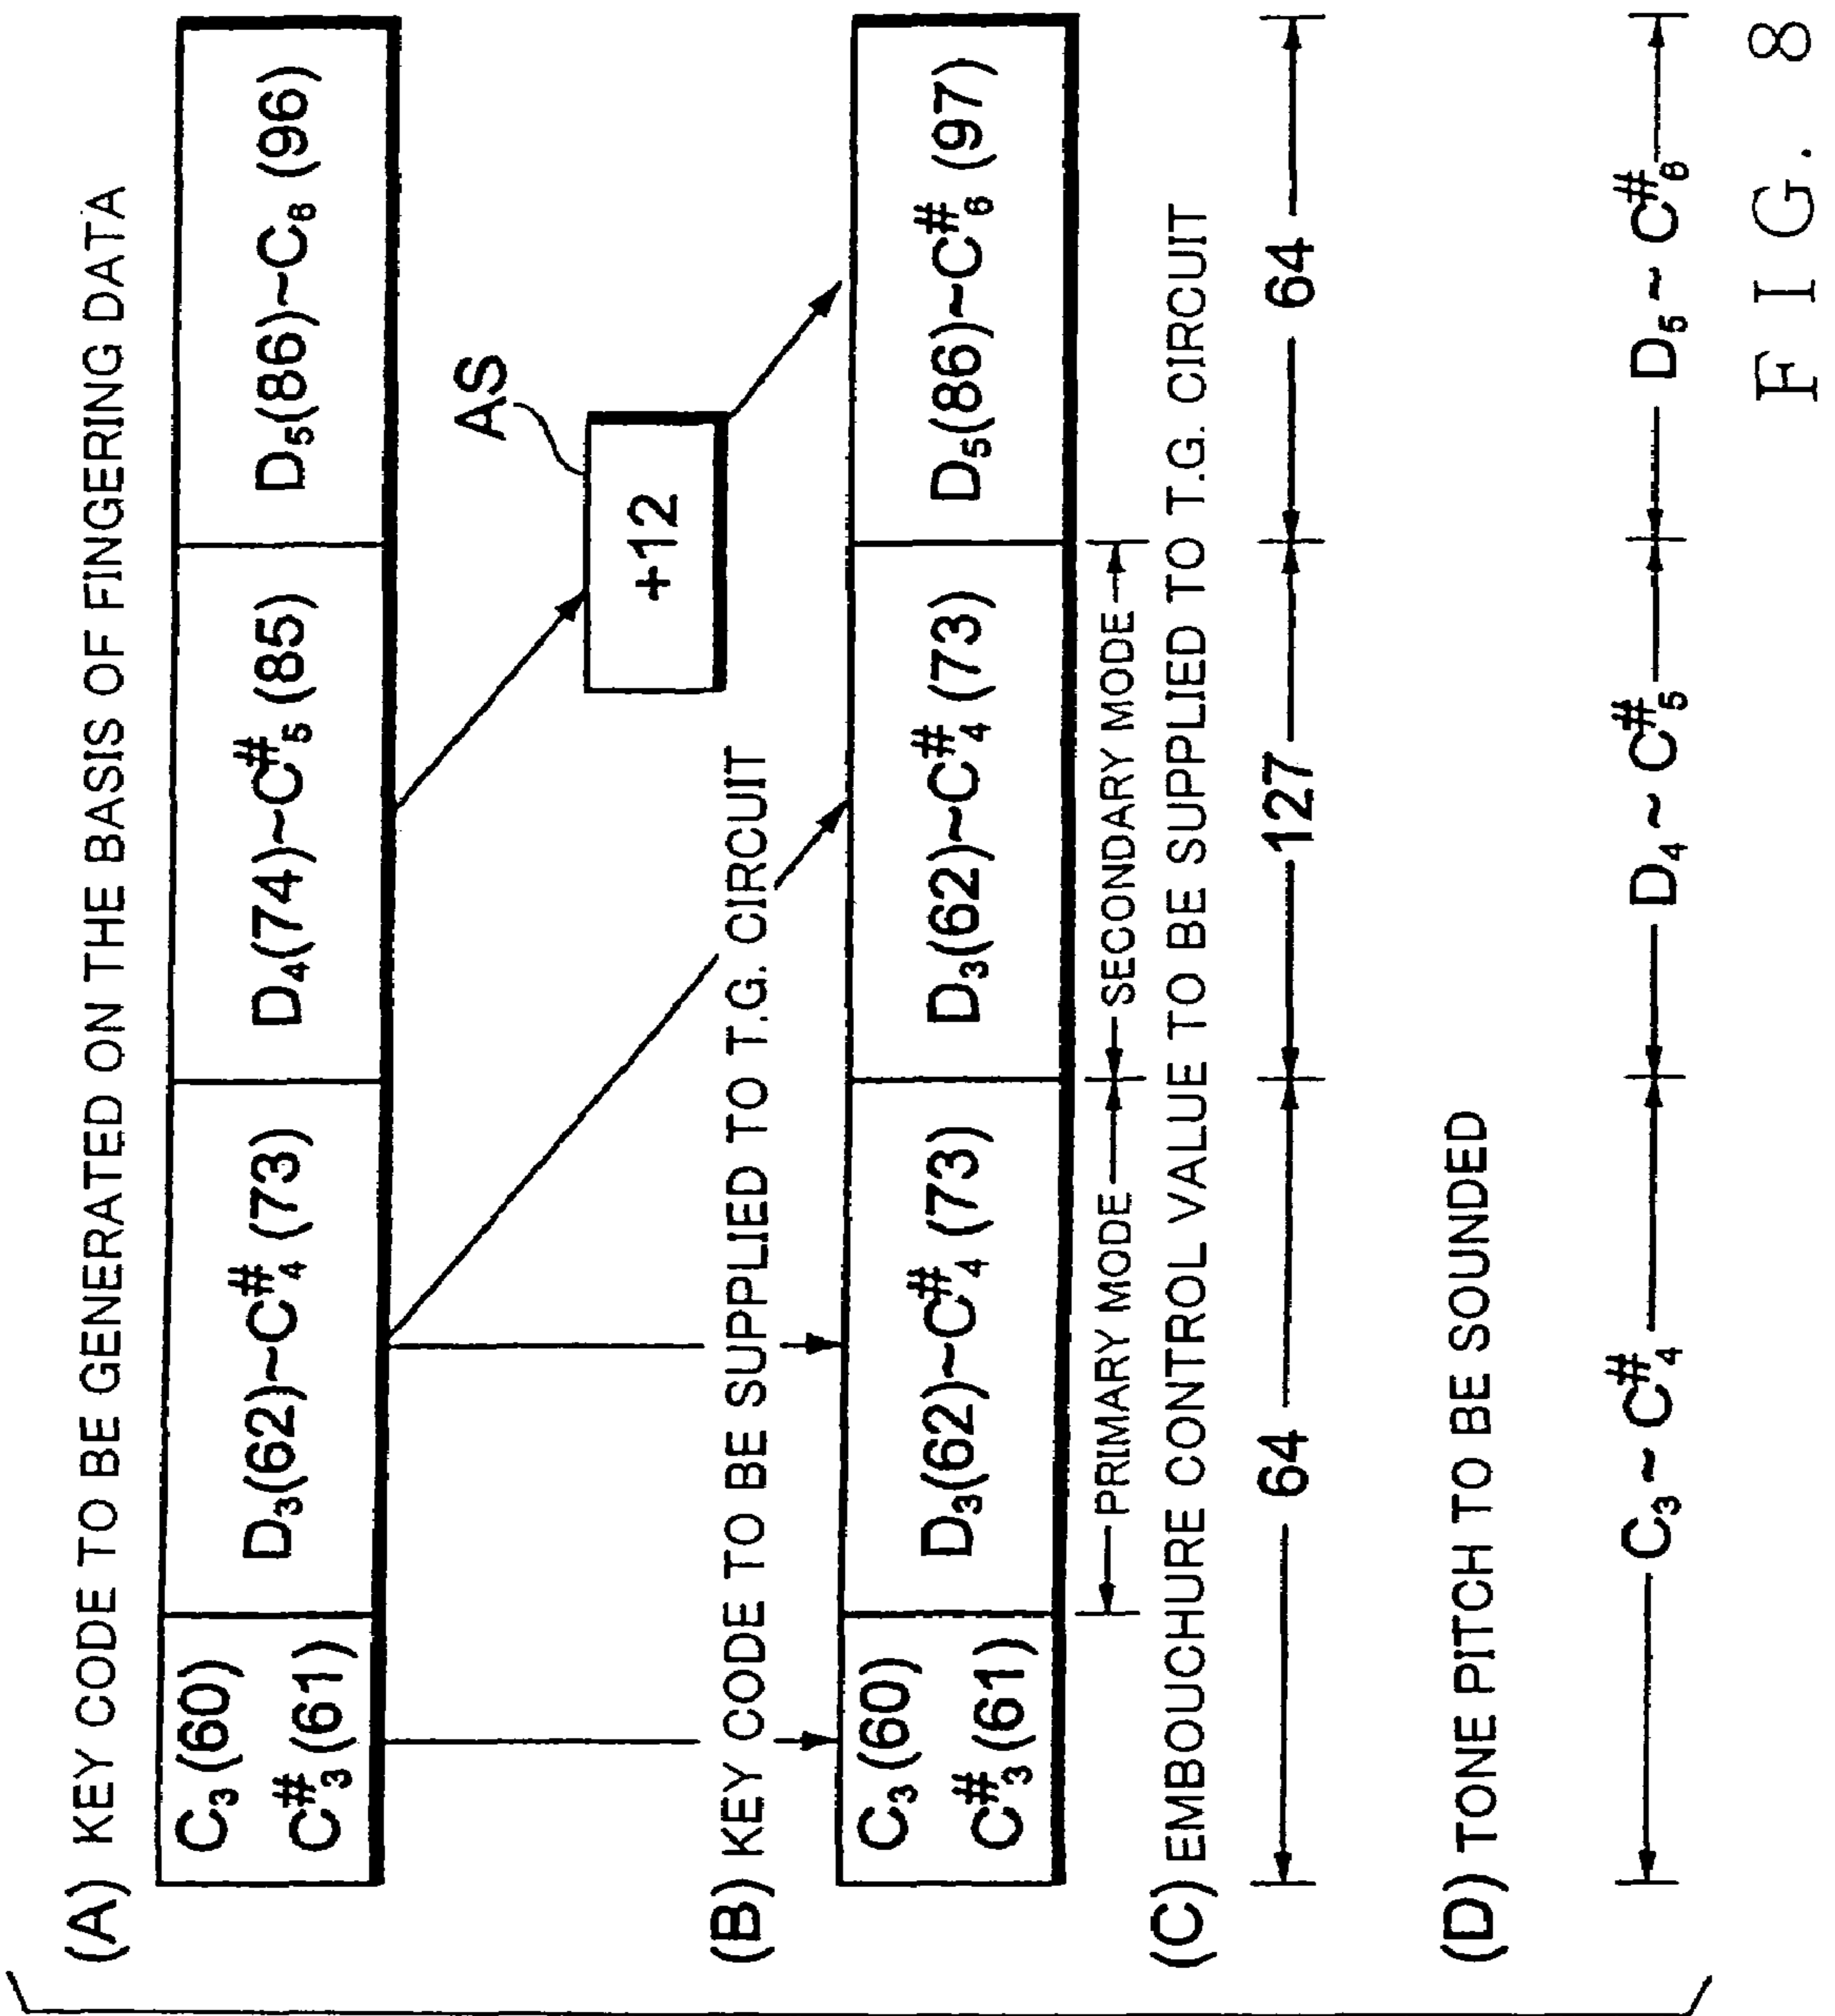 (A) KEY CODE TO BE GENERATED ON THE BASIS OF FINGERING DATA
C₃ (60)
C#₃ (61)
D₃(62)~C#₄ (73)
D₄(74)~C#₅ (85)
D₅(86)~C₆ (96)
AS
+12
(B) KEY CODE TO BE SUPPLIED TO T.G. CIRCUIT
C₃ (60)
C#₃ (61)
D₃(62)~C#₄ (73)
D₃(62)~C#₄ (73)
D₅(86)~C#₆ (97)
PRIMARY MODE
SECONDARY MODE
(C) EMBOUCHURE CONTROL VALUE TO BE SUPPLIED TO T.G. CIRCUIT
64
127
64
(D) TONE PITCH TO BE SOUNDED
C₃ ~ C#₄
D₄ ~ C#₅
D₅ ~ C#₆
FIG. 8